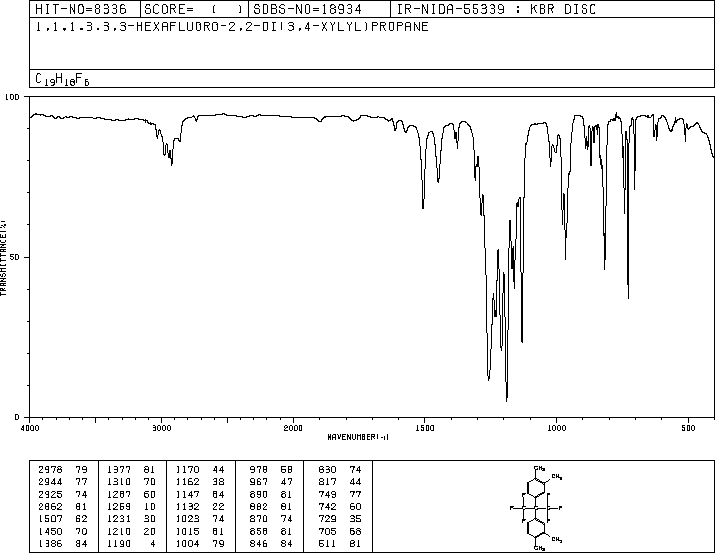 HIT-NO=8336 SCORE= ( ) SDBS-NO=18934 IR-NIDA-55339 : KBR DISC
1,1,1,3,3,3-HEXAFLUORO-2,2-DI(3,4-XYLYL)PROPANE
C19H18F6
100
50
0
TRANSMITTANCE(%)
4000 3000 2000 1500 1000 500
WAVENUMBER(-1)
2978 79 1377 81 1170 44 978 58 830 74
2944 77 1310 70 1162 38 967 47 817 44
2925 74 1287 60 1147 64 890 81 749 77
2862 81 1259 10 1132 22 882 81 742 60
1507 62 1231 30 1023 74 870 74 729 35
1450 70 1210 20 1015 81 858 81 705 68
1386 84 1190 4 1004 79 846 84 511 81
CH3
CH3
F F
F C C C F
F F
CH3
CH3